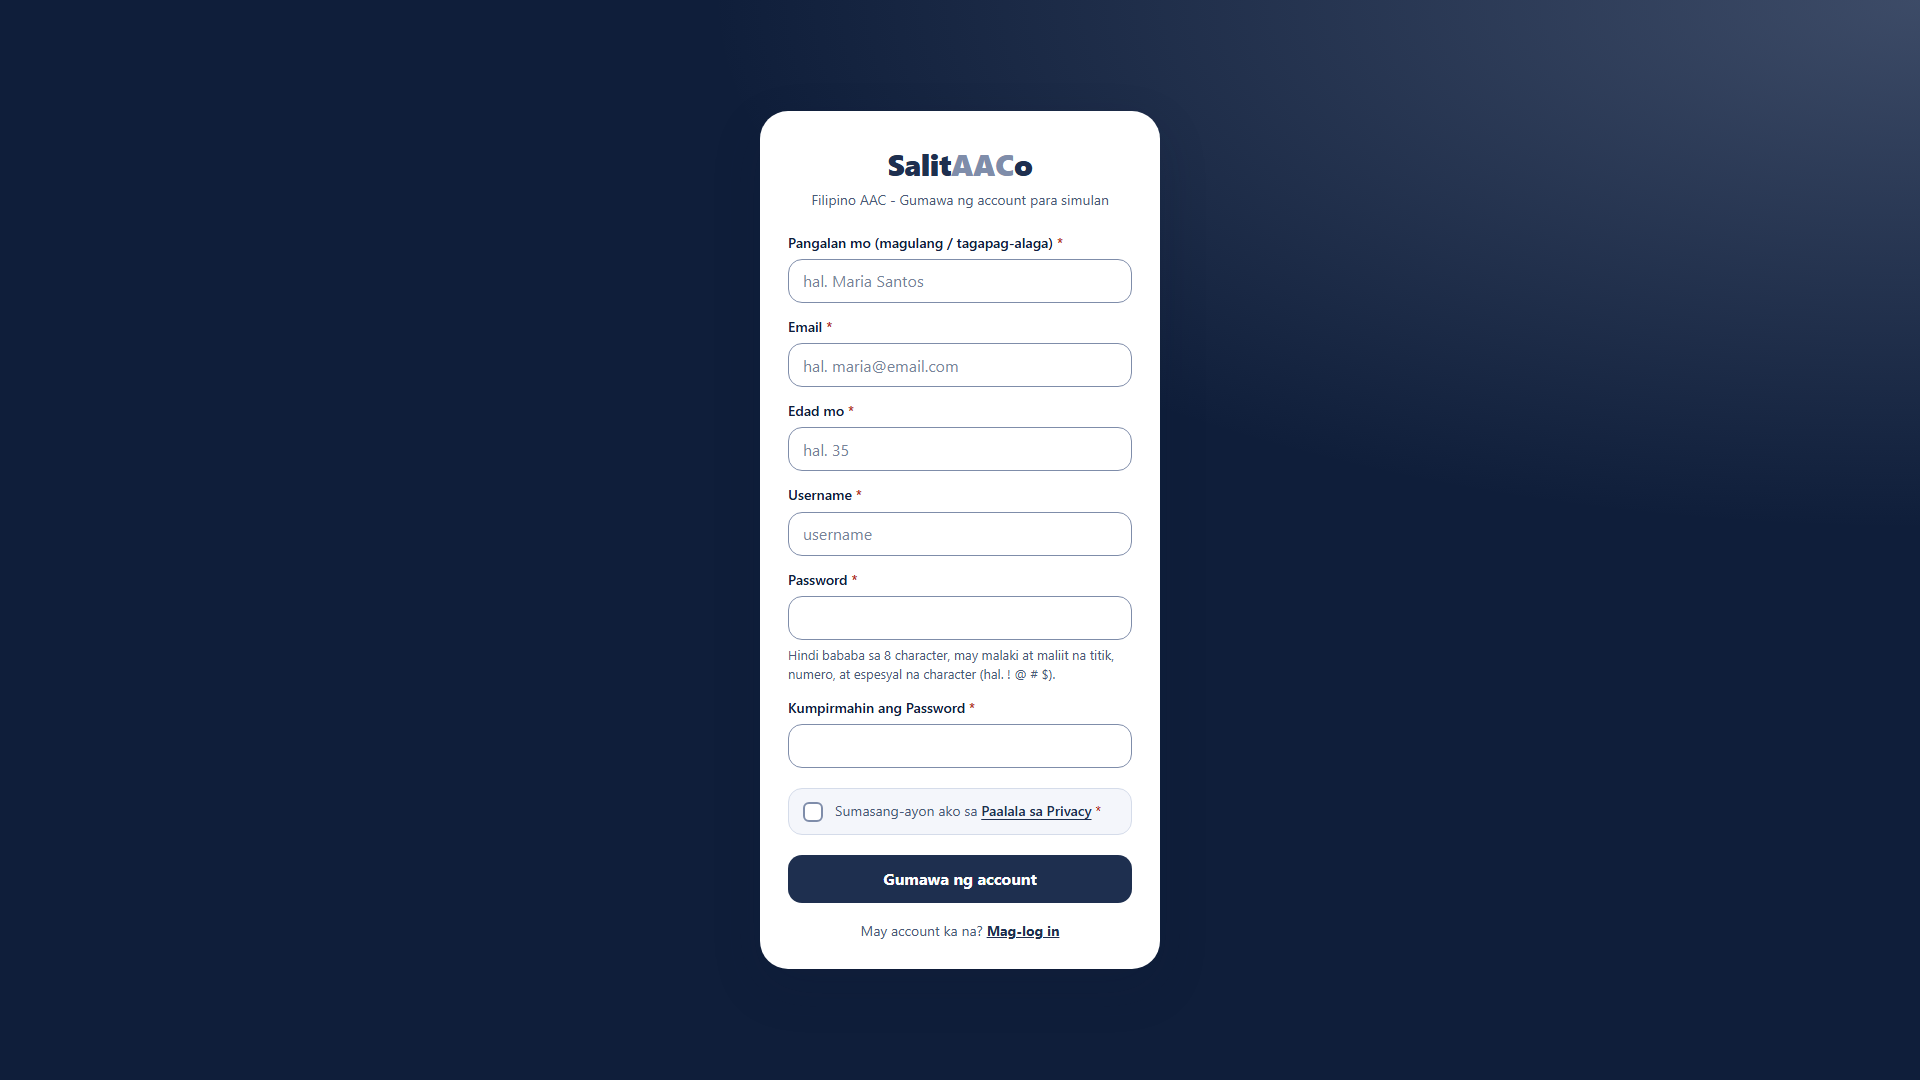 SalitAACo
Filipino AAC - Gumawa ng account para simulan
Pangalan mo (magulang / tagapag-alaga) *
hal. Maria Santos
Email *
hal. maria@email.com
Edad mo *
hal. 35
Username *
username
Password *
Hindi bababa sa 8 character, may malaki at maliit na titik,
numero, at espesyal na character (hal. ! @ # $).
Kumpirmahin ang Password *
Sumasang-ayon ako sa Paalala sa Privacy *
Gumawa ng account
May account ka na? Mag-log in